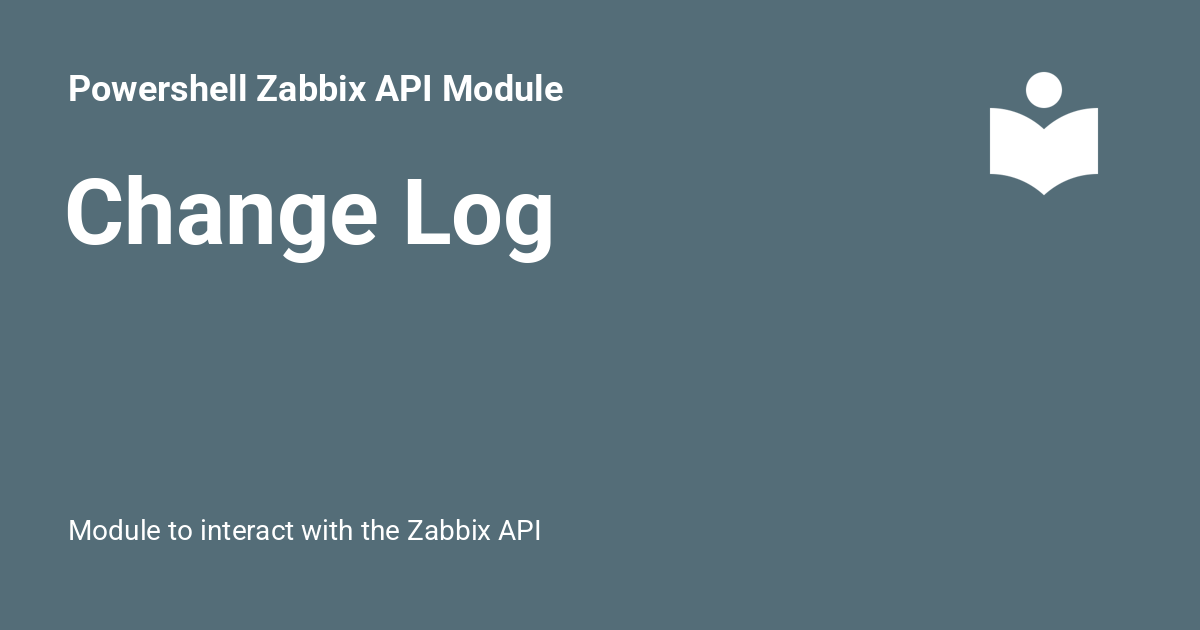 Powershell Zabbix API Module
Change Log
Module to interact with the Zabbix API